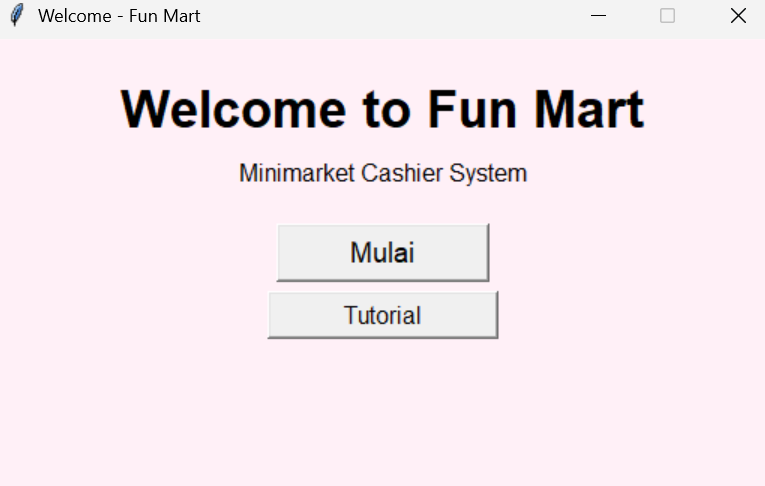 Welcome - Fun Mart
Welcome to Fun Mart
Minimarket Cashier System
Mulai
Tutorial